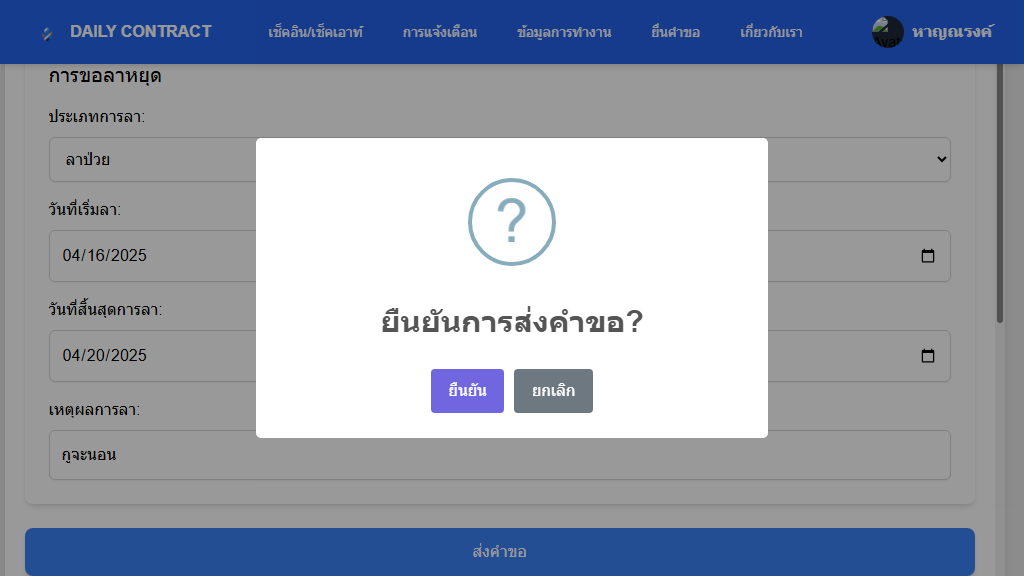 DAILY CONTRACT เช็คอิน/เช็คเอาท์ การแจ้งเตือน ข้อมูลการทำงาน ยื่นคำขอ เกี่ยวกับเรา หาญณรงค์
การขอลาหยุด
ประเภทการลา:
ลาป่วย
วันที่เริ่มลา:
04/16/2025
วันที่สิ้นสุดการลา:
04/20/2025
เหตุผลการลา:
กูจะนอน
?
ยืนยันการส่งคำขอ?
ยืนยัน ยกเลิก
ส่งคำขอ